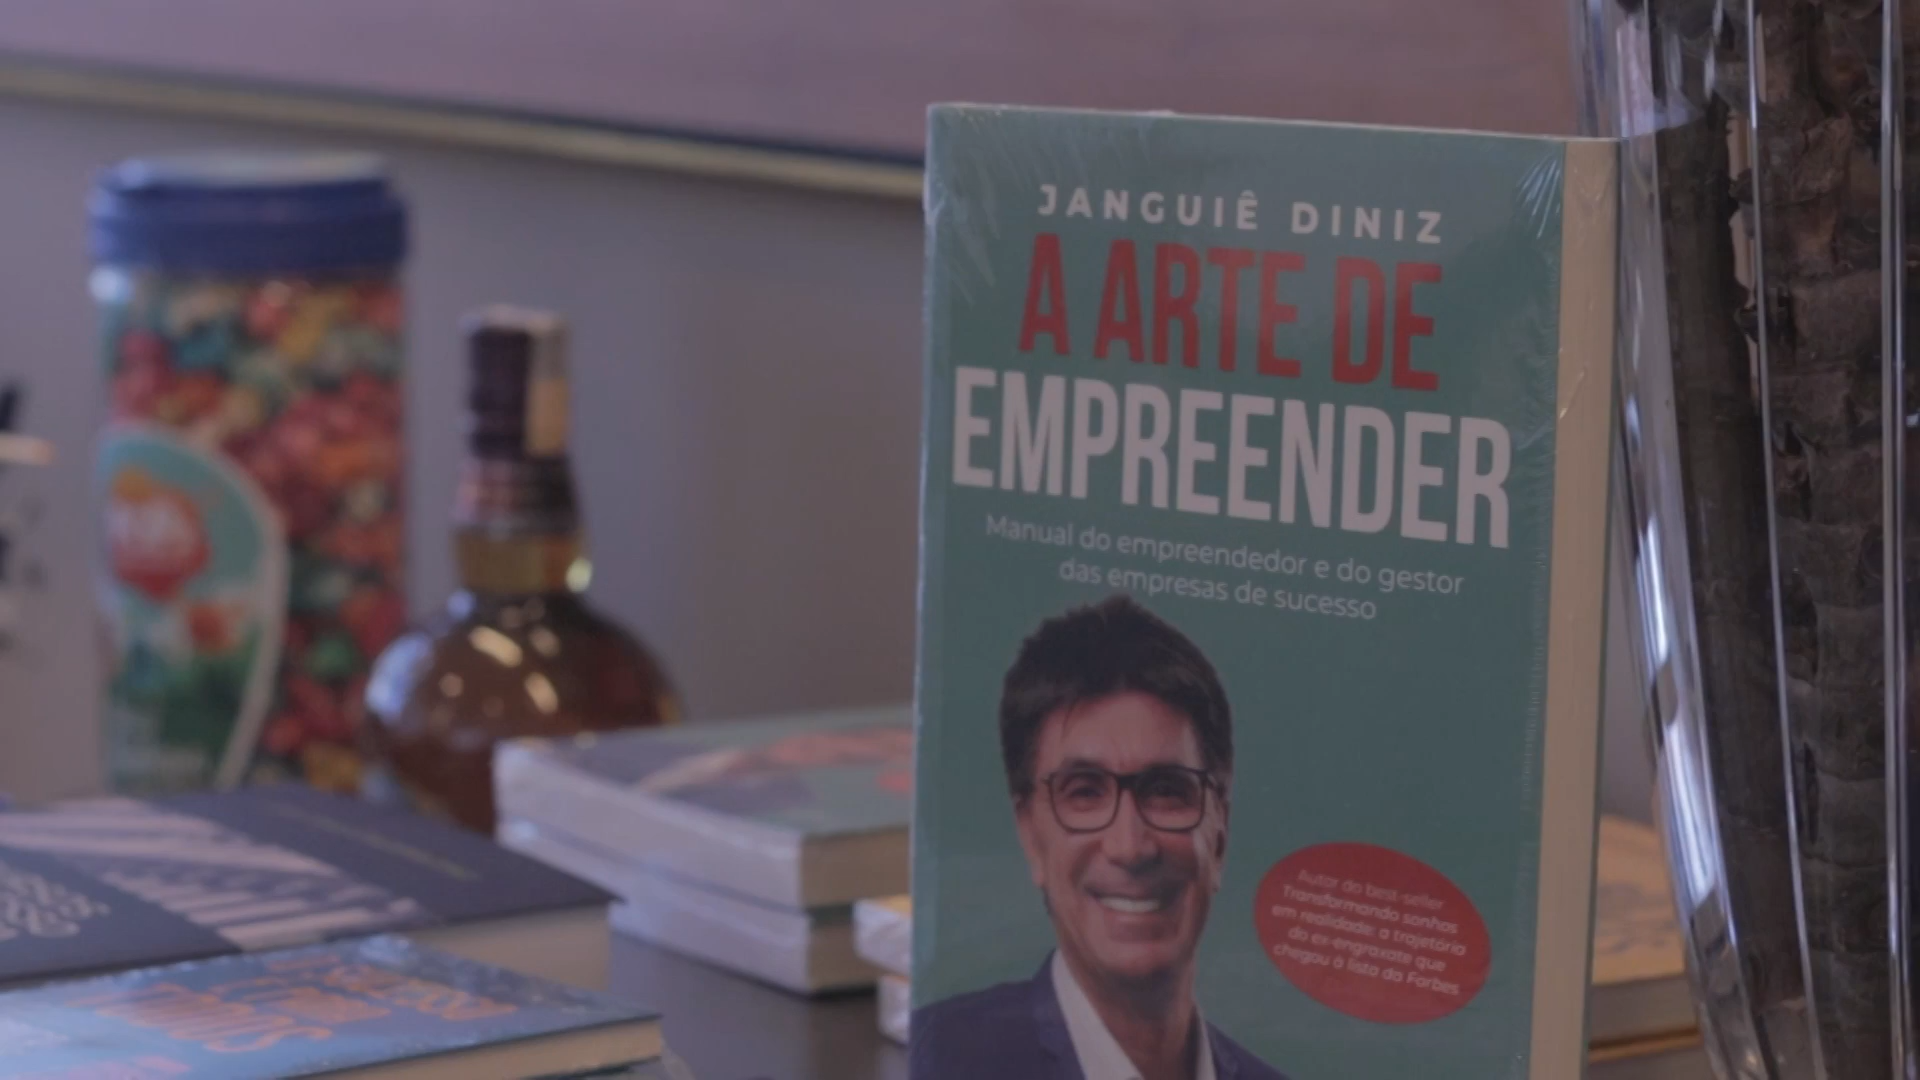 JANGUIÊ DINIZ
A ARTE DE
EMPREENDER
Manual do empreendedor e do gestor
das empresas de sucesso
Autor do best-seller
Transformando sonhos
em realidade: a trajetória
do ex-engraxate que
chegou à lista da Forbes.